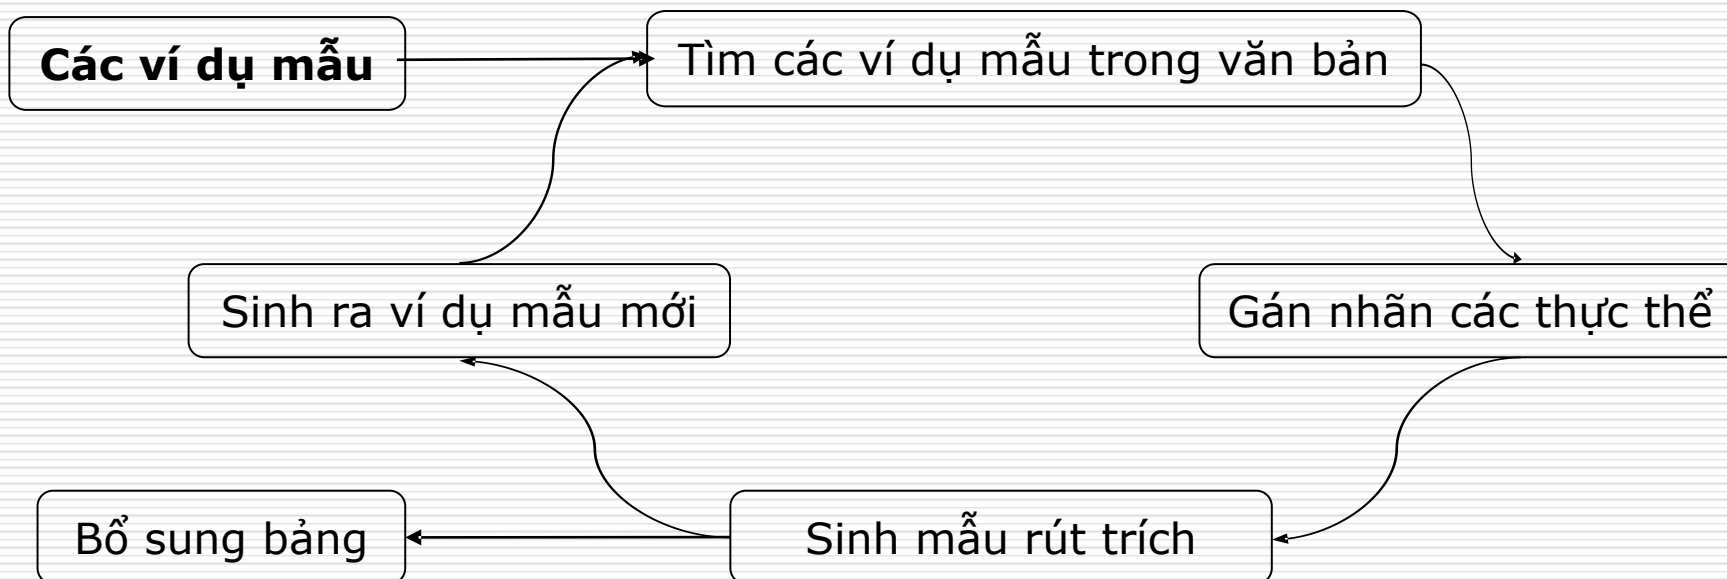 Các ví dụ mẫu
Tìm các ví dụ mẫu trong văn bản
Sinh ra ví dụ mẫu mới
Gán nhãn các thực thể
Bổ sung bảng
Sinh mẫu rút trích